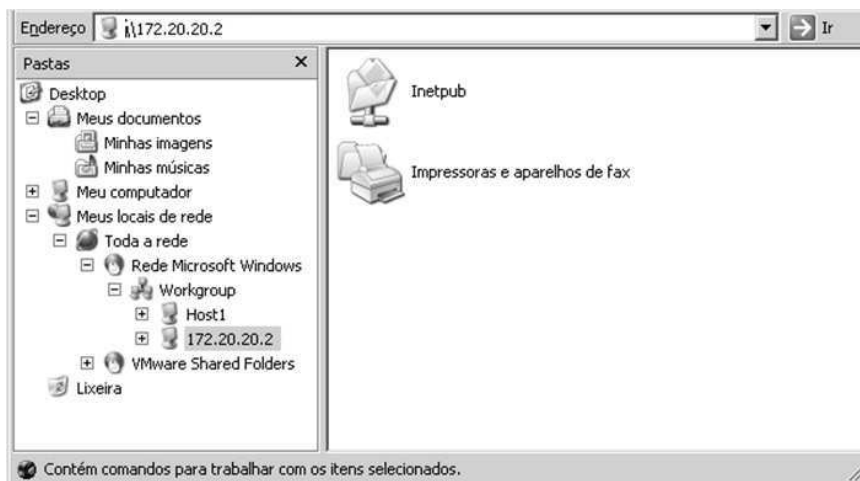 Endereço \\172.20.20.2 Ir
Pastas
Desktop
Meus documentos
Minhas imagens
Minhas músicas
Meu computador
Meus locais de rede
Toda a rede
Rede Microsoft Windows
Workgroup
Host1
172.20.20.2
VMware Shared Folders
Lixeira
Inetpub
Impressoras e aparelhos de fax
Contém comandos para trabalhar com os itens selecionados.